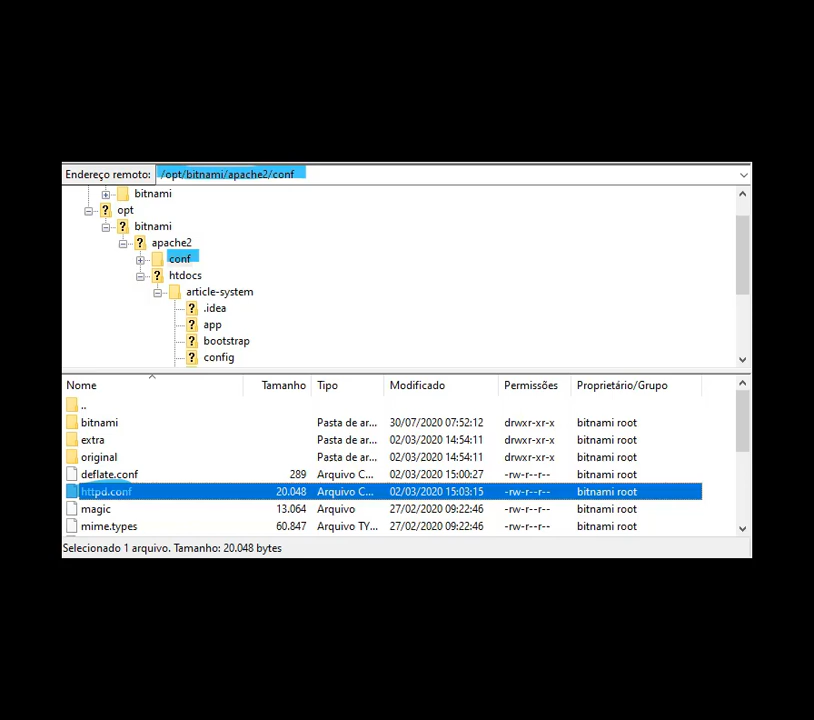 Endereço remoto: /opt/bitnami/apache2/conf
bitnami
opt
bitnami
apache2
conf
htdocs
article-system
.idea
app
bootstrap
config
Nome Tamanho Tipo Modificado Permissões Proprietário/Grupo
..
bitnami Pasta de ar... 30/07/2020 07:52:12 drwxr-xr-x bitnami root
extra Pasta de ar... 02/03/2020 14:54:11 drwxr-xr-x bitnami root
original Pasta de ar... 02/03/2020 14:54:11 drwxr-xr-x bitnami root
deflate.conf 289 Arquivo C... 02/03/2020 15:00:27 -rw-r--r-- bitnami root
httpd.conf 20.048 Arquivo C... 02/03/2020 15:03:15 -rw-r--r-- bitnami root
magic 13.064 Arquivo 27/02/2020 09:22:46 -rw-r--r-- bitnami root
mime.types 60.847 Arquivo TY... 27/02/2020 09:22:46 -rw-r--r-- bitnami root
Selecionado 1 arquivo. Tamanho: 20.048 bytes